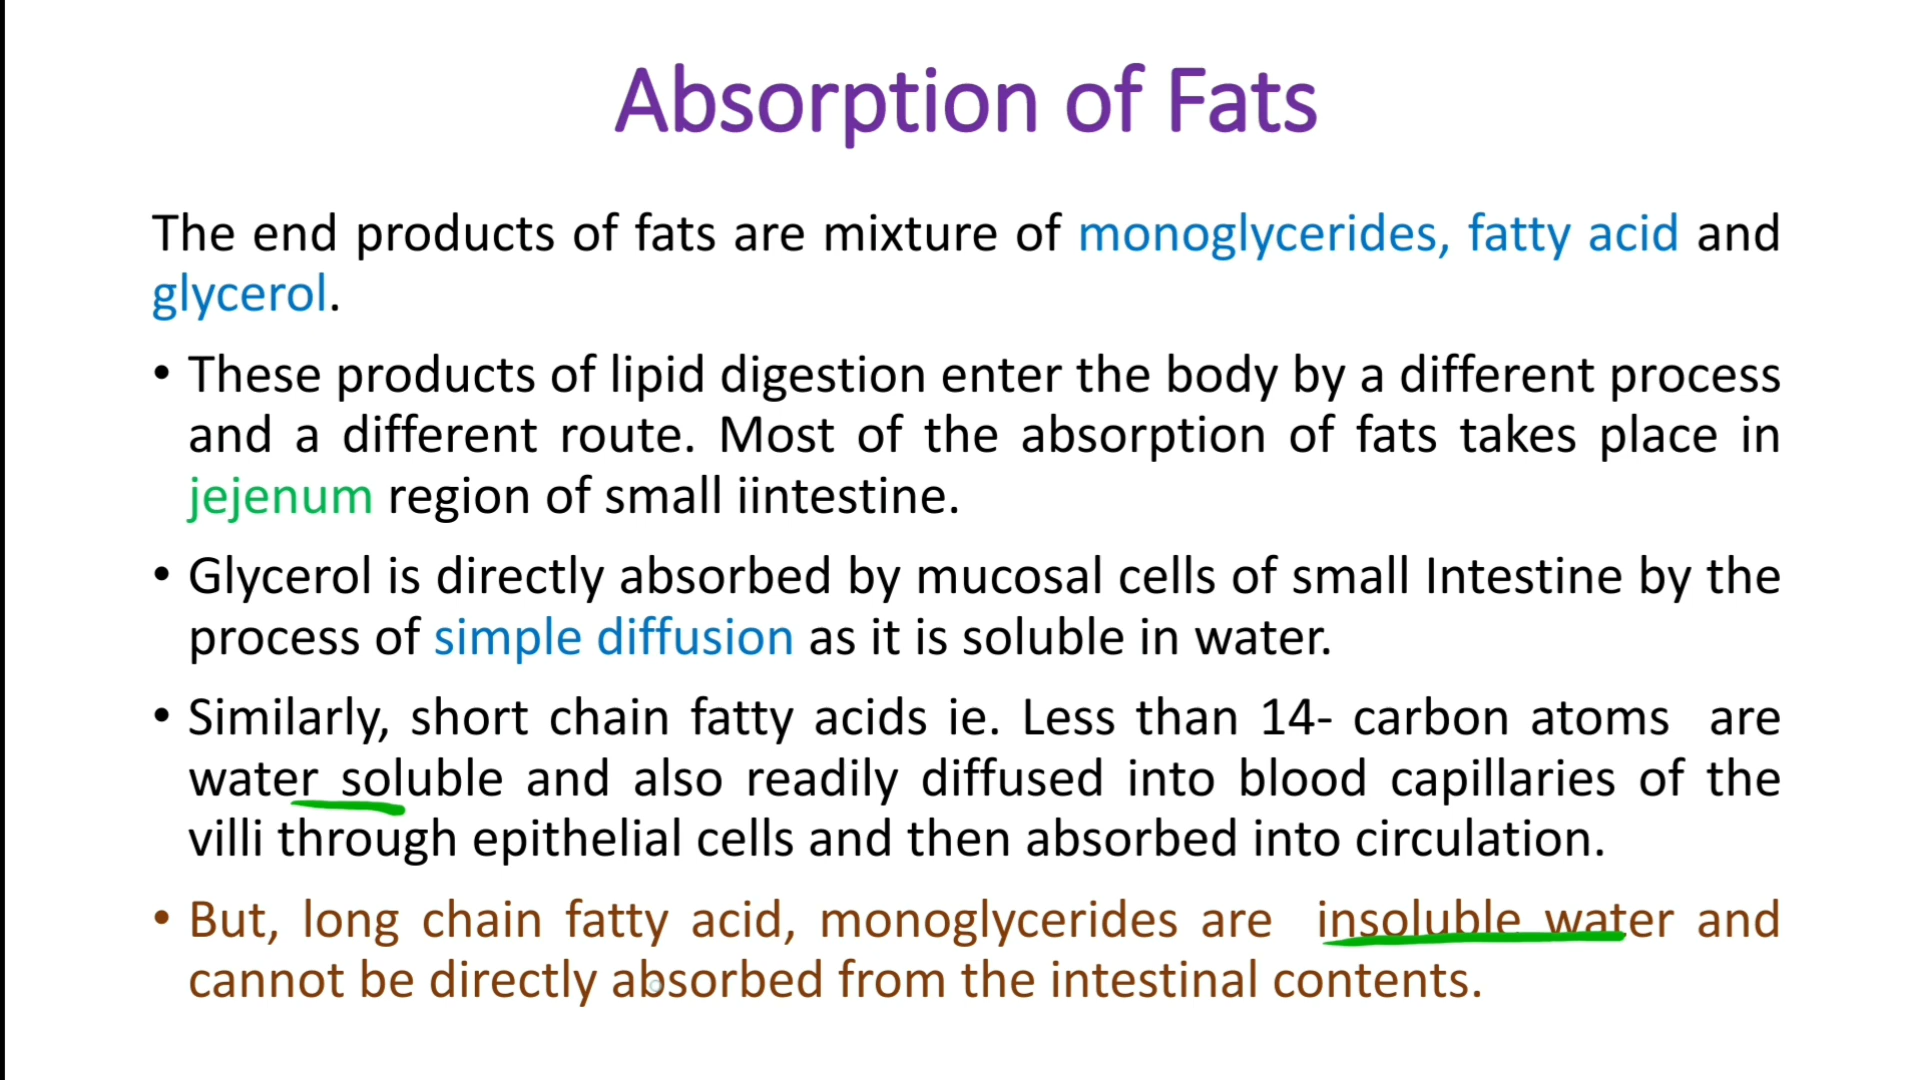 Absorption of Fats
The end products of fats are mixture of monoglycerides, fatty acid and
glycerol.
• These products of lipid digestion enter the body by a different process
and a different route. Most of the absorption of fats takes place in
jejenum region of small iintestine.
• Glycerol is directly absorbed by mucosal cells of small Intestine by the
process of simple diffusion as it is soluble in water.
• Similarly, short chain fatty acids ie. Less than 14- carbon atoms are
water soluble and also readily diffused into blood capillaries of the
villi through epithelial cells and then absorbed into circulation.
• But, long chain fatty acid, monoglycerides are insoluble water and
cannot be directly absorbed from the intestinal contents.